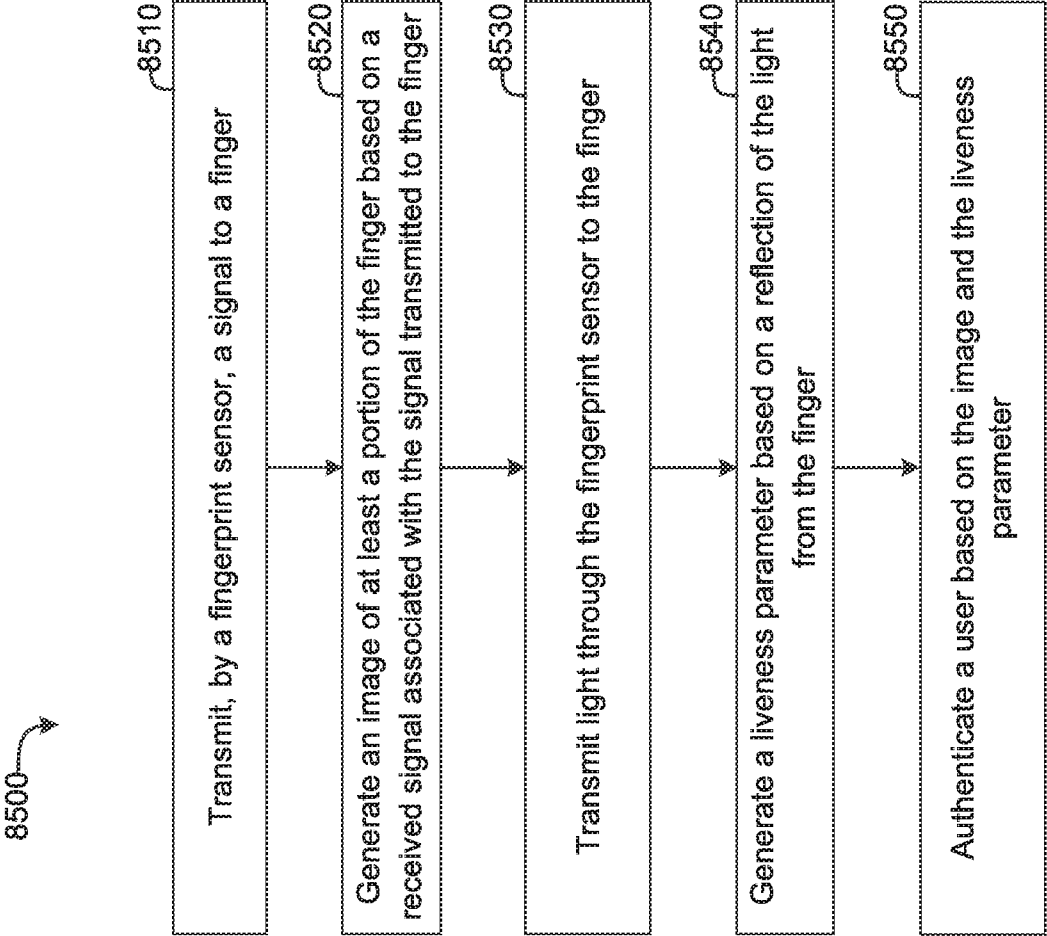 8500
8510
Transmit, by a fingerprint sensor, a signal to a finger
8520
Generate an image of at least a portion of the finger based on a
received signal associated with the signal transmitted to the finger
8530
Transmit light through the fingerprint sensor to the finger
8540
Generate a liveness parameter based on a reflection of the light
from the finger
8550
Authenticate a user based on the image and the liveness
parameter